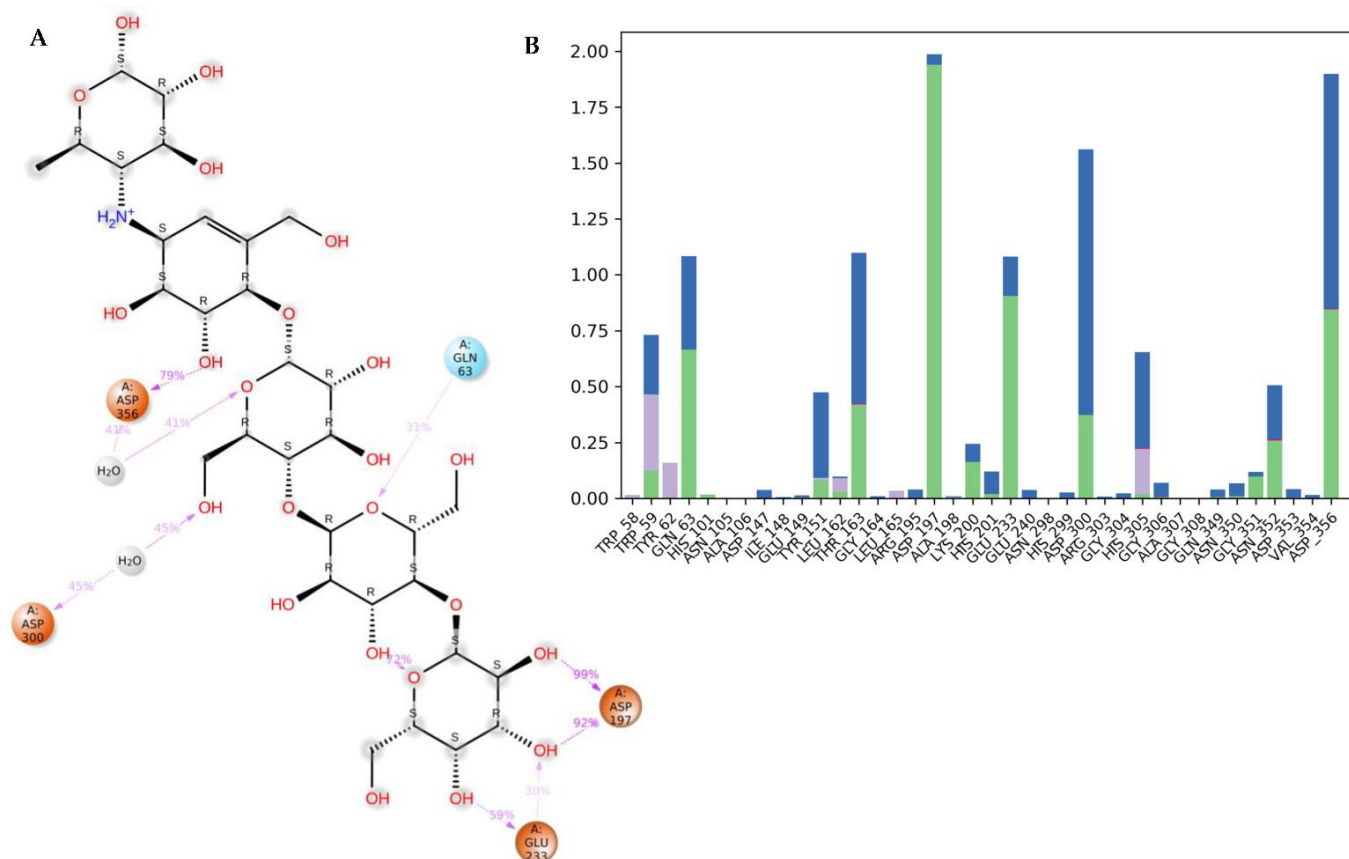 A
B
OH
S
R
OH
O
S
R
S
OH
H₂N⁺
S
OH
S
R
R
HO
O
OH
S
79%
A:
ASP
356
O
R
OH
41%
41%
R
R
S
OH
H₂O
OH
O
45%
H₂O
45%
A:
ASP
300
A:
GLN
63
31%
OH
R
O
R
R
S
HO
R
O
OH
72%
S
O
S
OH
99%
A:
ASP
197
92%
S
R
S
OH
30%
OH
OH
59%
A:
GLU
233
2.00
1.75
1.50
1.25
1.00
0.75
0.50
0.25
0.00
TRP_58
TRP_59
TYR_62
GLN_63
HIS_101
ASN_105
ALA_106
ASP_147
ILE_148
GLU_149
TYR_151
LEU_162
THR_163
GLY_164
LEU_165
ARG_195
ASP_197
ALA_198
LYS_200
HIS_201
GLU_233
GLU_240
ASN_298
HIS_299
ASP_300
ARG_303
GLY_304
HIS_305
GLY_306
ALA_307
GLY_308
GLN_349
ASN_350
GLY_351
ASN_352
ASP_353
VAL_354
ASP_356